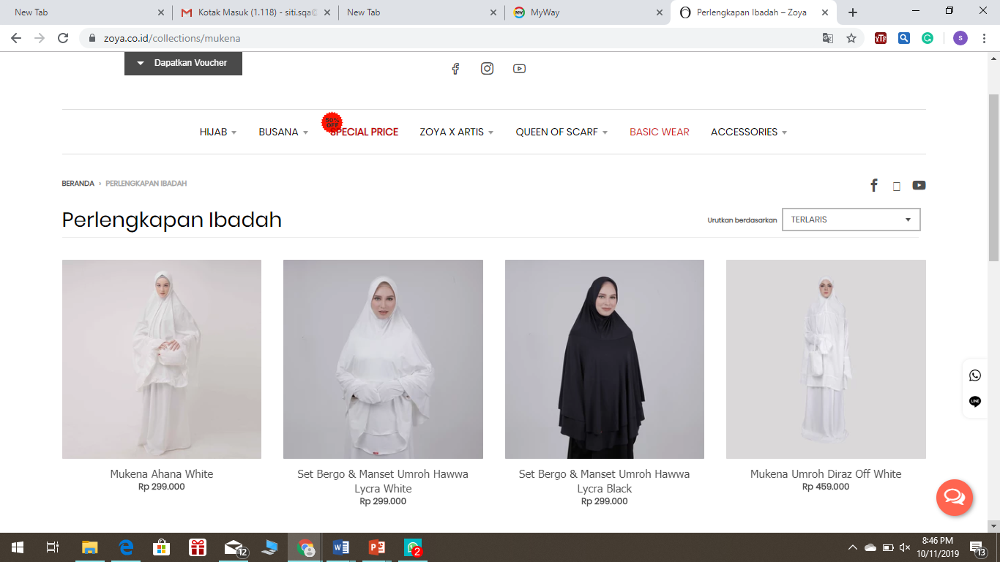 New Tab
Kotak Masuk (1.118) - siti.sqa@
New Tab
MyWay
Perlengkapan Ibadah – Zoya
zoya.co.id/collections/mukena
YTF
G
s
Dapatkan Voucher
50%
OFF
HIJAB
BUSANA
SPECIAL PRICE
ZOYA X ARTIS
QUEEN OF SCARF
BASIC WEAR
ACCESSORIES
BERANDA › PERLENGKAPAN IBADAH
Perlengkapan Ibadah
Urutkan berdasarkan
TERLARIS
Mukena Ahana White
Rp 299.000
Set Bergo & Manset Umroh Hawwa
Lycra White
Rp 299.000
Set Bergo & Manset Umroh Hawwa
Lycra Black
Rp 299.000
Mukena Umroh Diraz Off White
Rp 459.000
LINE
12
2
8:46 PM
10/11/2019
13